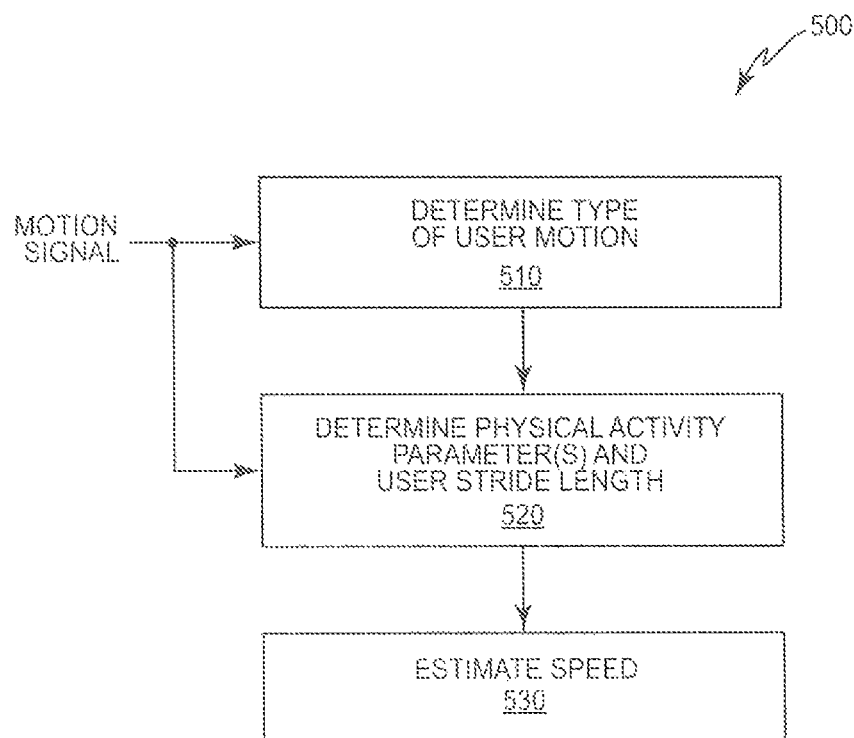 500
MOTION
SIGNAL
DETERMINE TYPE
OF USER MOTION
510
DETERMINE PHYSICAL ACTIVITY
PARAMETER(S) AND
USER STRIDE LENGTH
520
ESTIMATE SPEED
530